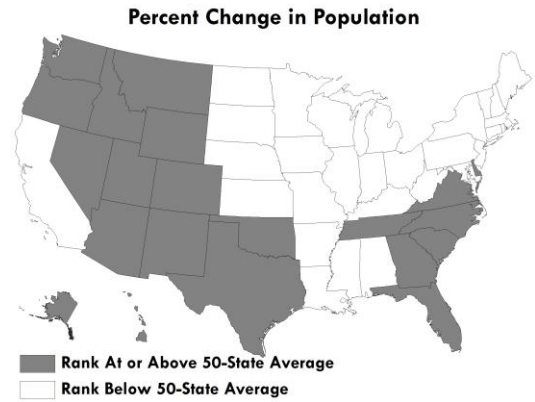 Percent Change in Population
Rank At or Above 50-State Average
Rank Below 50-State Average